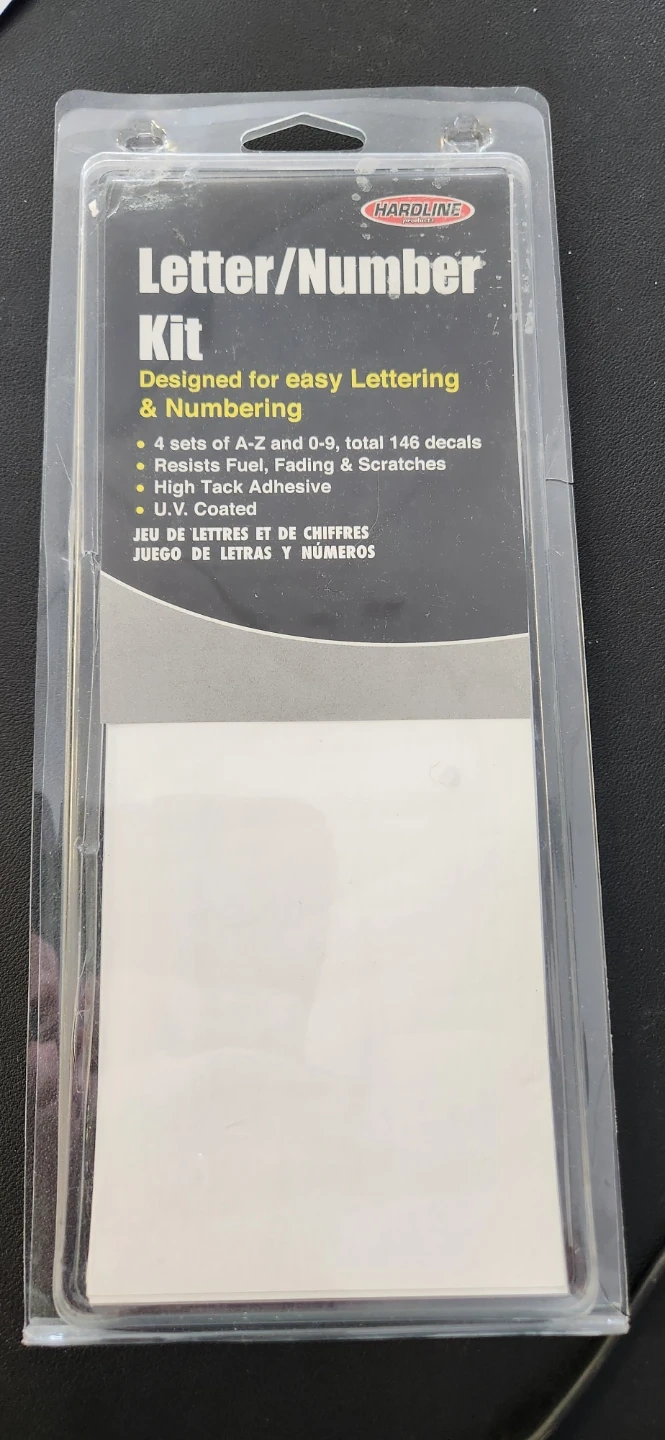 HARDLINE
products
Letter/Number
Kit
Designed for easy Lettering
& Numbering
• 4 sets of A-Z and 0-9, total 146 decals
• Resists Fuel, Fading & Scratches
• High Tack Adhesive
• U.V. Coated
JEU DE LETTRES ET DE CHIFFRES
JUEGO DE LETRAS Y NÚMEROS